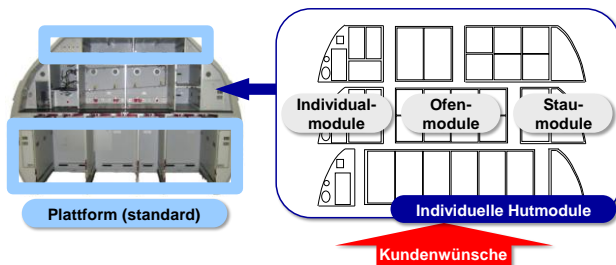 Individual-
module
Ofen-
module
Stau-
module
Plattform (standard)
Individuelle Hutmodule
Kundenwünsche